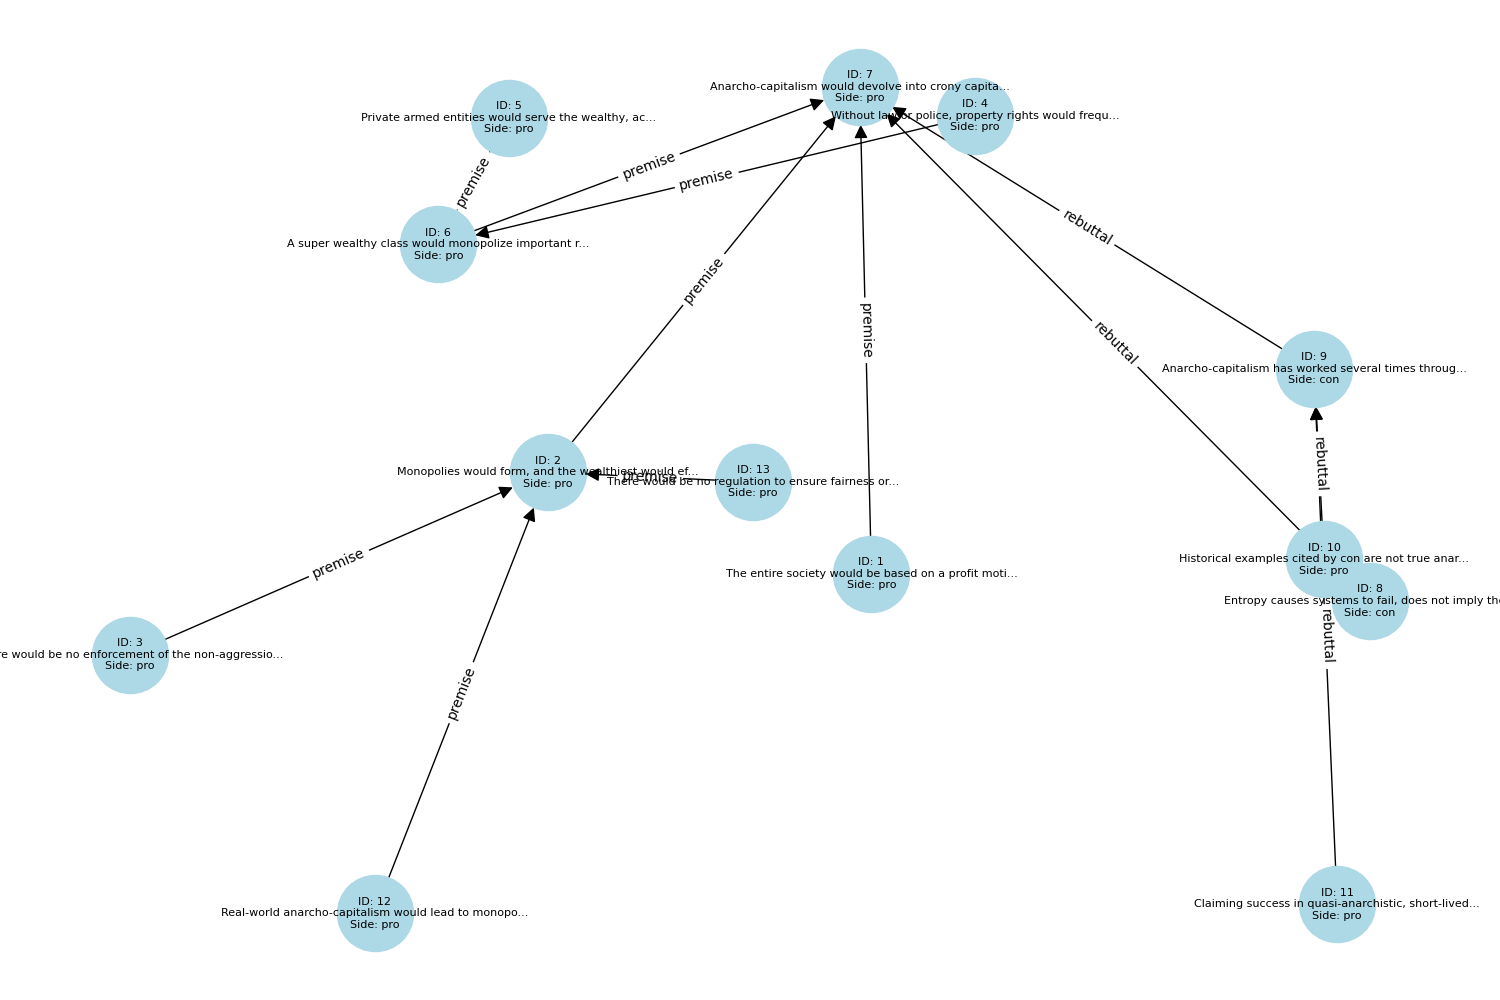 ID: 7
Anarcho-capitalism would devolve into crony capita...
Side: pro
ID: 4
Without law or police, property rights would frequ...
Side: pro
ID: 5
Private armed entities would serve the wealthy, ac...
Side: pro
premise
premise
premise
ID: 6
A super wealthy class would monopolize important r...
Side: pro
rebuttal
premise
premise
rebuttal
ID: 9
Anarcho-capitalism has worked several times throug...
Side: con
ID: 2
Monopolies would form, and the wealthiest would ef...
Side: pro
premise
ID: 13
There would be no regulation to ensure fairness or...
Side: pro
rebuttal
ID: 10
Historical examples cited by con are not true anar...
Side: pro
premise
ID: 1
The entire society would be based on a profit moti...
Side: pro
ID: 8
Entropy causes systems to fail, does not imply the
Side: con
rebuttal
ID: 3
re would be no enforcement of the non-aggressio...
Side: pro
premise
ID: 12
Real-world anarcho-capitalism would lead to monopo...
Side: pro
ID: 11
Claiming success in quasi-anarchistic, short-lived...
Side: pro